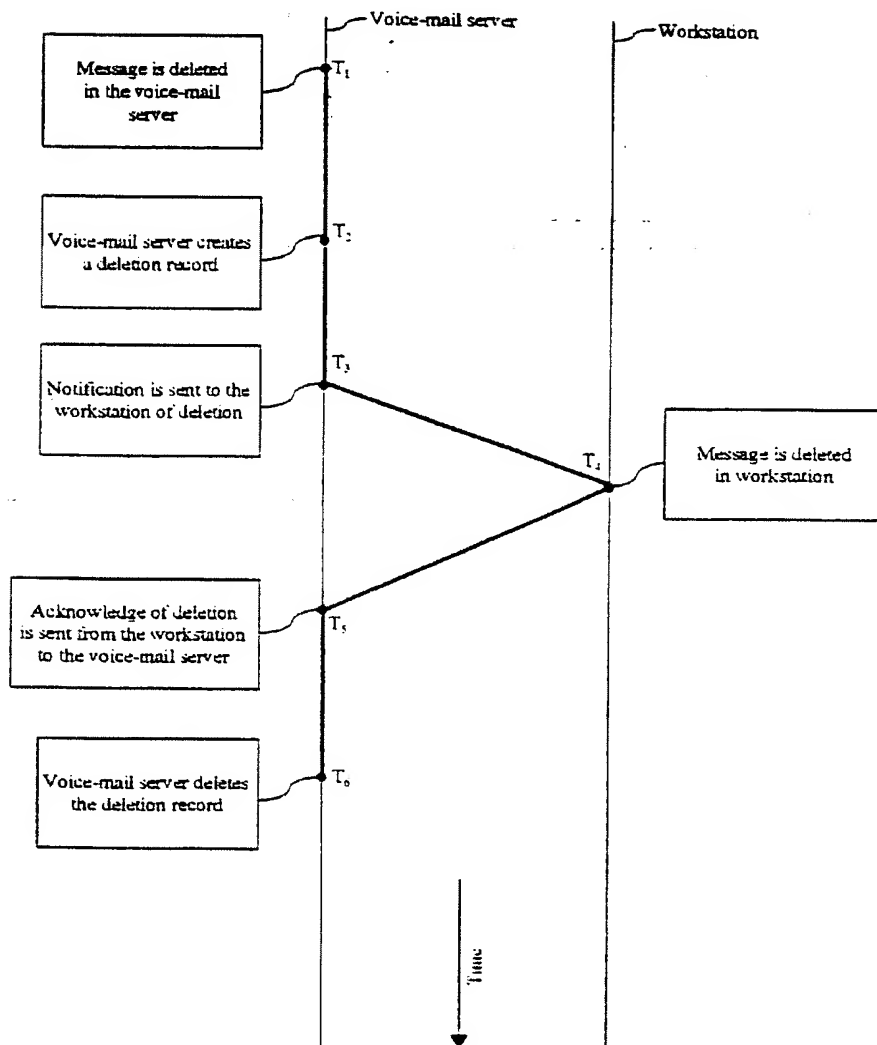 Voice-mail server
Workstation
Message is deleted
in the voice-mail
server
T1
Voice-mail server creates
a deletion record
T2
Notification is sent to the
workstation of deletion
T3
T4
Message is deleted
in workstation
Acknowledge of deletion
is sent from the workstation
to the voice-mail server
T5
Voice-mail server deletes
the deletion record
T6
Time